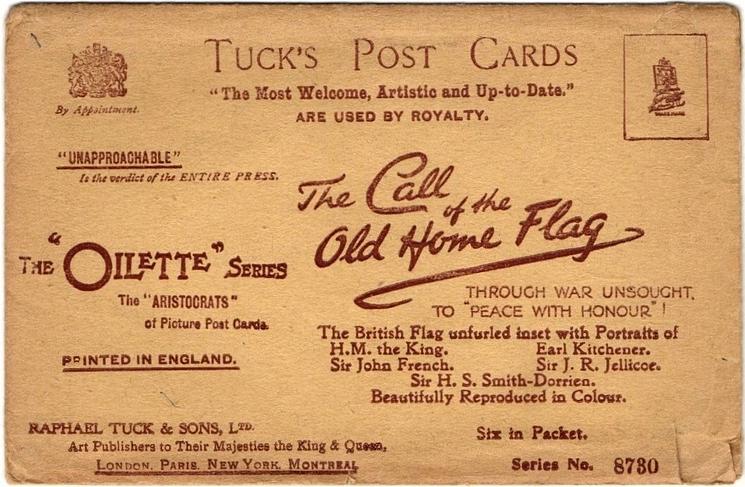 TUCK'S POST CARDS
"The Most Welcome, Artistic and Up-to-Date."
ARE USED BY ROYALTY.
By Appointment.
TRADE MARK
"UNAPPROACHABLE"
Is the verdict of the ENTIRE PRESS.
The Call
of the
Old Home Flag
THE "OILETTE" SERIES
The "ARISTOCRATS"
of Picture Post Cards.
PRINTED IN ENGLAND.
THROUGH WAR UNSOUGHT,
TO "PEACE WITH HONOUR"!
The British Flag unfurled inset with Portraits of
H.M. the King. Earl Kitchener.
Sir John French. Sir J. R. Jellicoe.
Sir H. S. Smith-Dorrien.
Beautifully Reproduced in Colour.
RAPHAEL TUCK & SONS, LTD.
Art Publishers to Their Majesties the King & Queen,
LONDON, PARIS, NEW YORK, MONTREAL
Six in Packet.
Series No. 8730